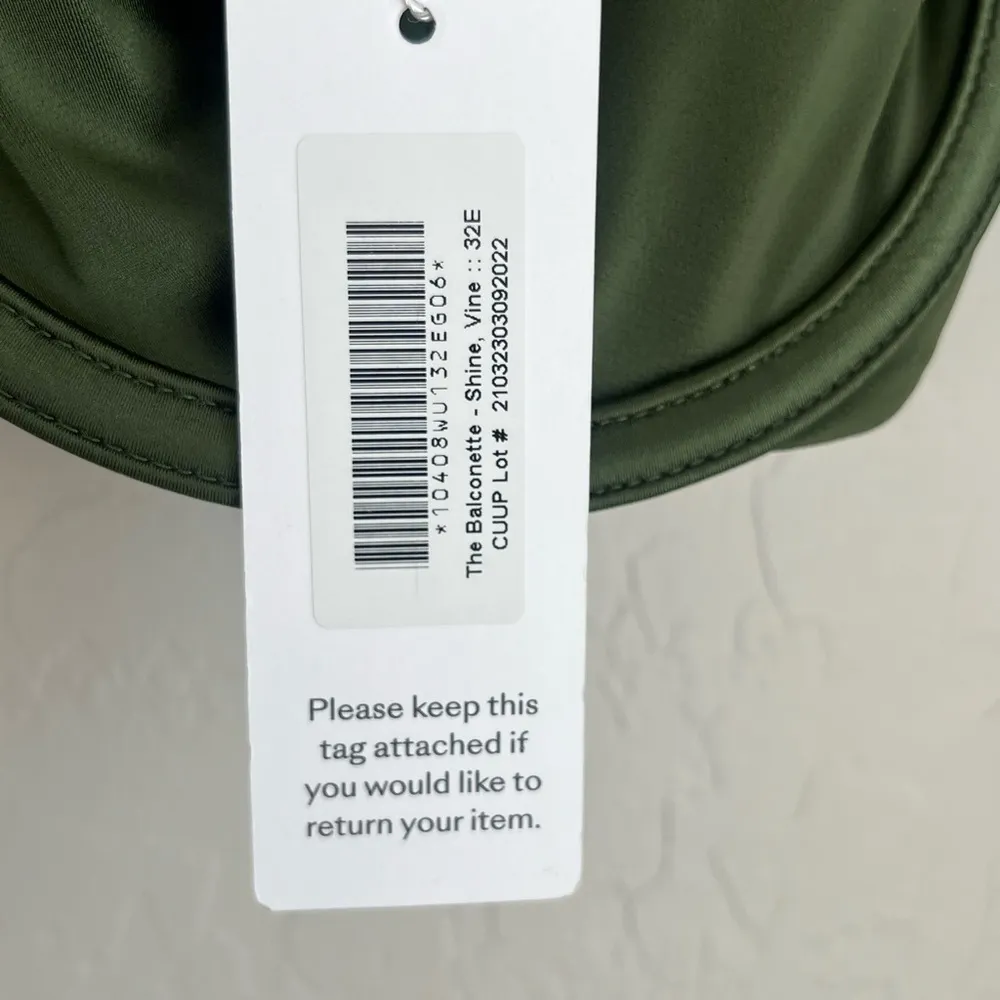 *10408WU132EG06*
The Balconette - Shine, Vine :: 32E
CUUP Lot # 21032303092022
Please keep this
tag attached if
you would like to
return your item.